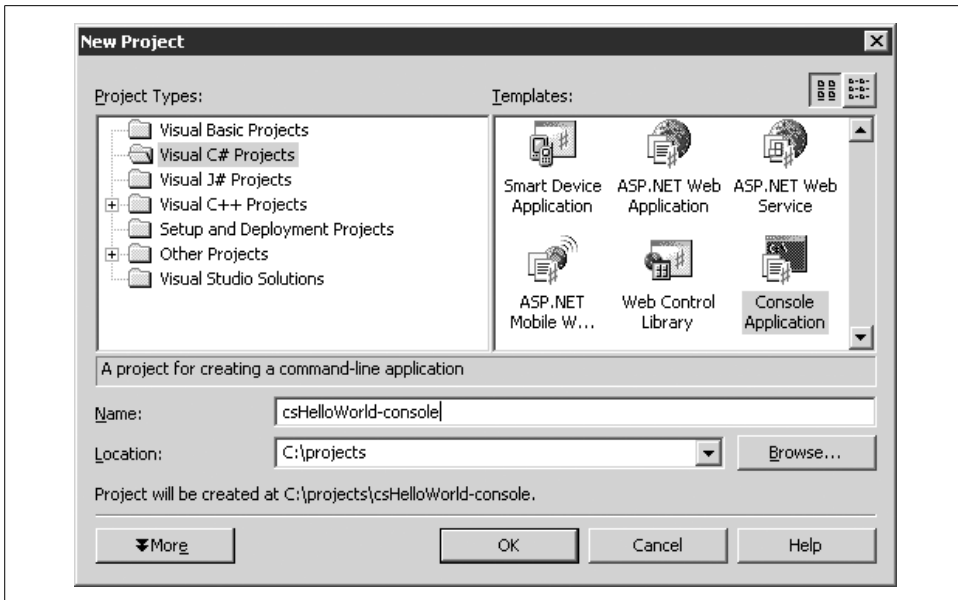 New Project
Project Types:
Templates:
Visual Basic Projects
Visual C# Projects
Visual J# Projects
Visual C++ Projects
Setup and Deployment Projects
Other Projects
Visual Studio Solutions
Smart Device
Application
ASP.NET Web
Application
ASP.NET Web
Service
ASP.NET
Mobile W...
Web Control
Library
Console
Application
A project for creating a command-line application
Name:
csHelloWorld-console
Location:
C:\projects
Browse...
Project will be created at C:\projects\csHelloWorld-console.
More
OK
Cancel
Help